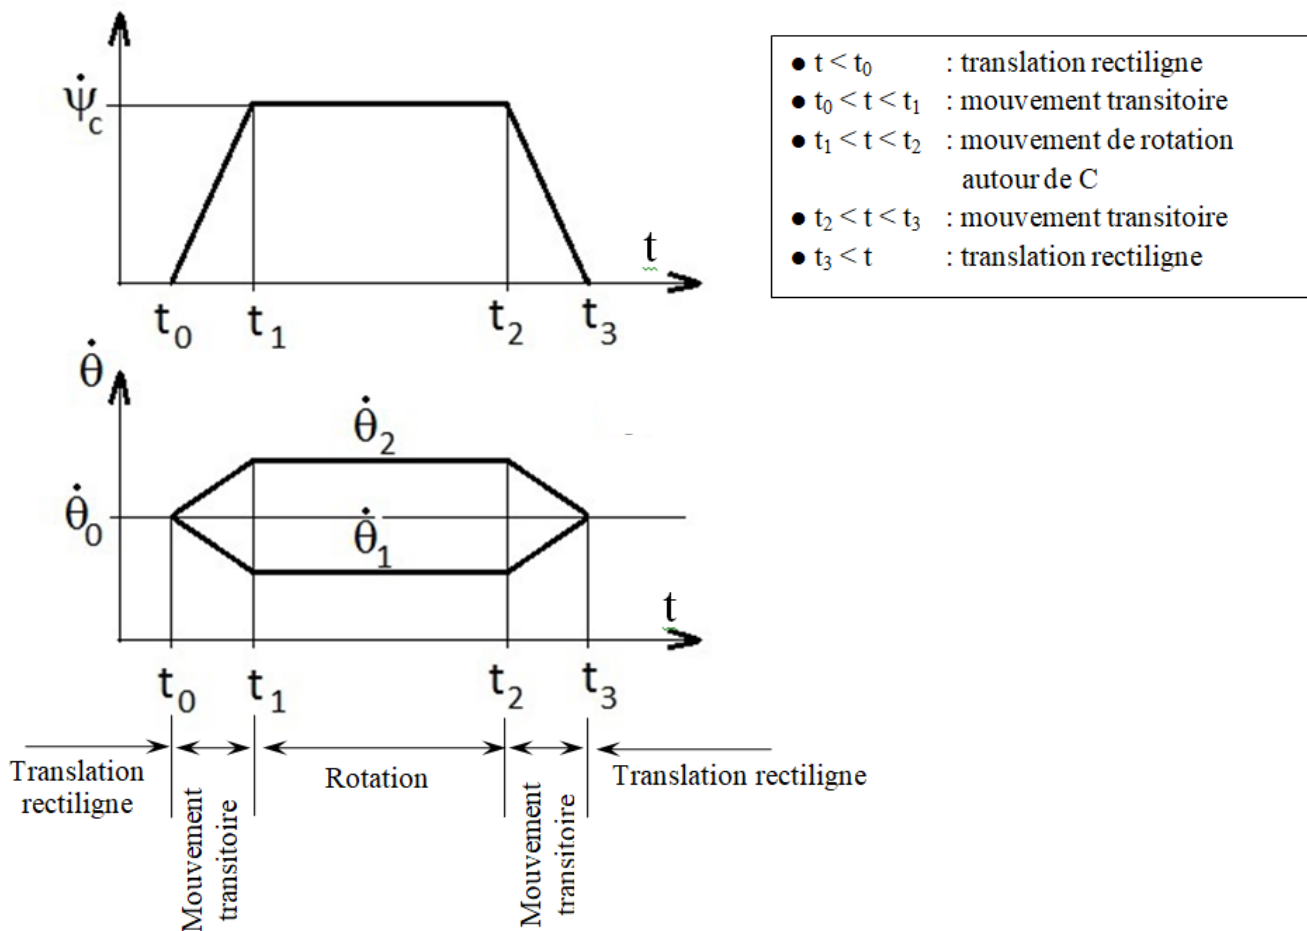 ψ̇c
t
t0 t1 t2 t3
● t < t0 : translation rectiligne
● t0 < t < t1 : mouvement transitoire
● t1 < t < t2 : mouvement de rotation
autour de C
● t2 < t < t3 : mouvement transitoire
● t3 < t : translation rectiligne
θ̇
θ̇2
θ̇0
θ̇1
t
t0 t1 t2 t3
Translation
rectiligne
Mouvement
transitoire
Rotation
Mouvement
transitoire
Translation rectiligne